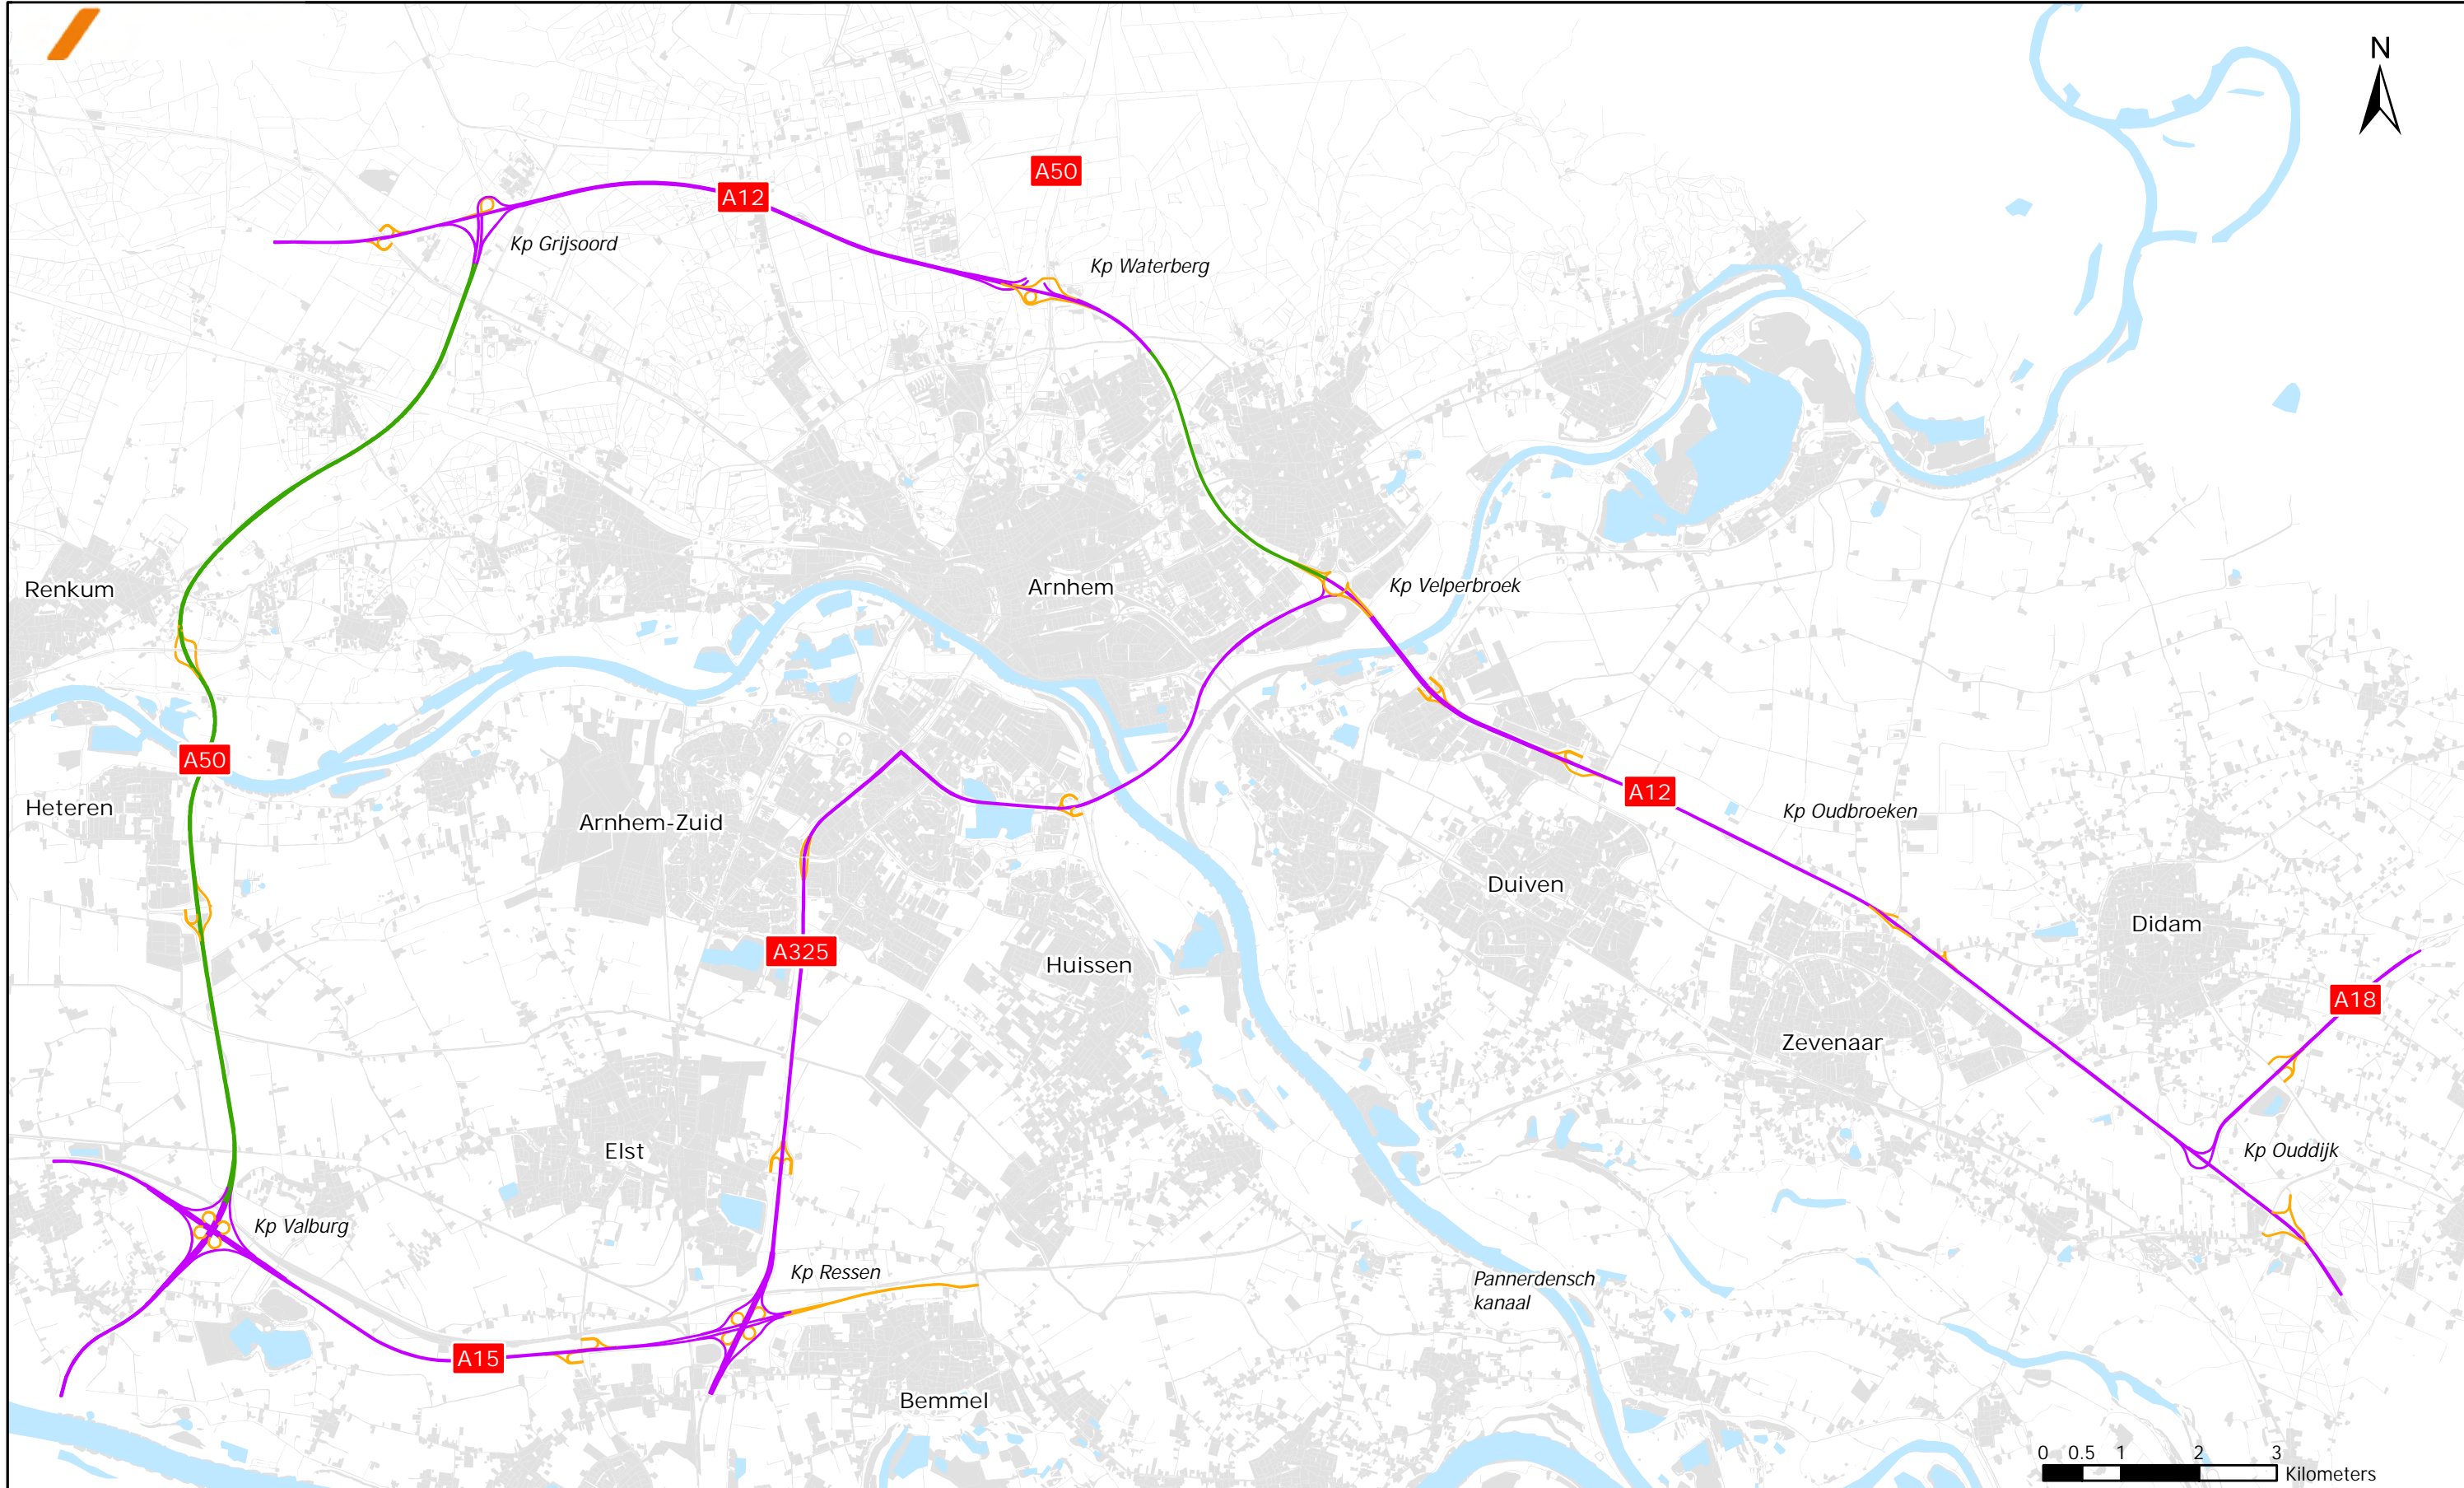 N
A50
A12
Kp Grijsoord
Kp Waterberg
Renkum
Arnhem
Kp Velperbroek
A50
A12
Heteren
Arnhem-Zuid
Kp Oudbroeken
Duiven
Didam
A325
Huissen
A18
Zevenaar
Elst
Kp Ouddijk
Kp Valburg
Kp Ressen
Pannerdensch
kanaal
A15
Bemmel
0 0.5 1 2 3
Kilometers